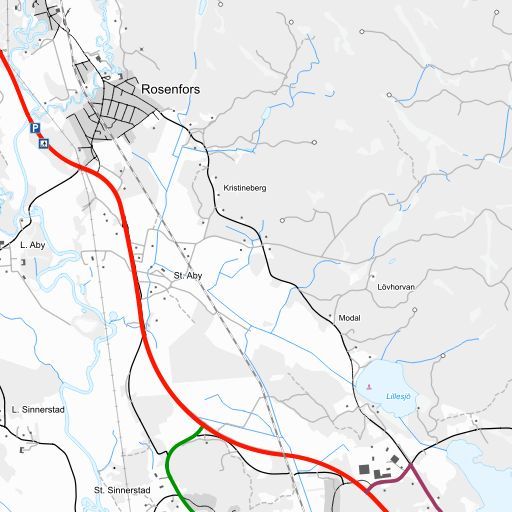 Rosenfors
P
Kristineberg
L. Aby
St. Aby
Lövhorvan
Modal
Lillesjö
L. Sinnerstad
St. Sinnerstad